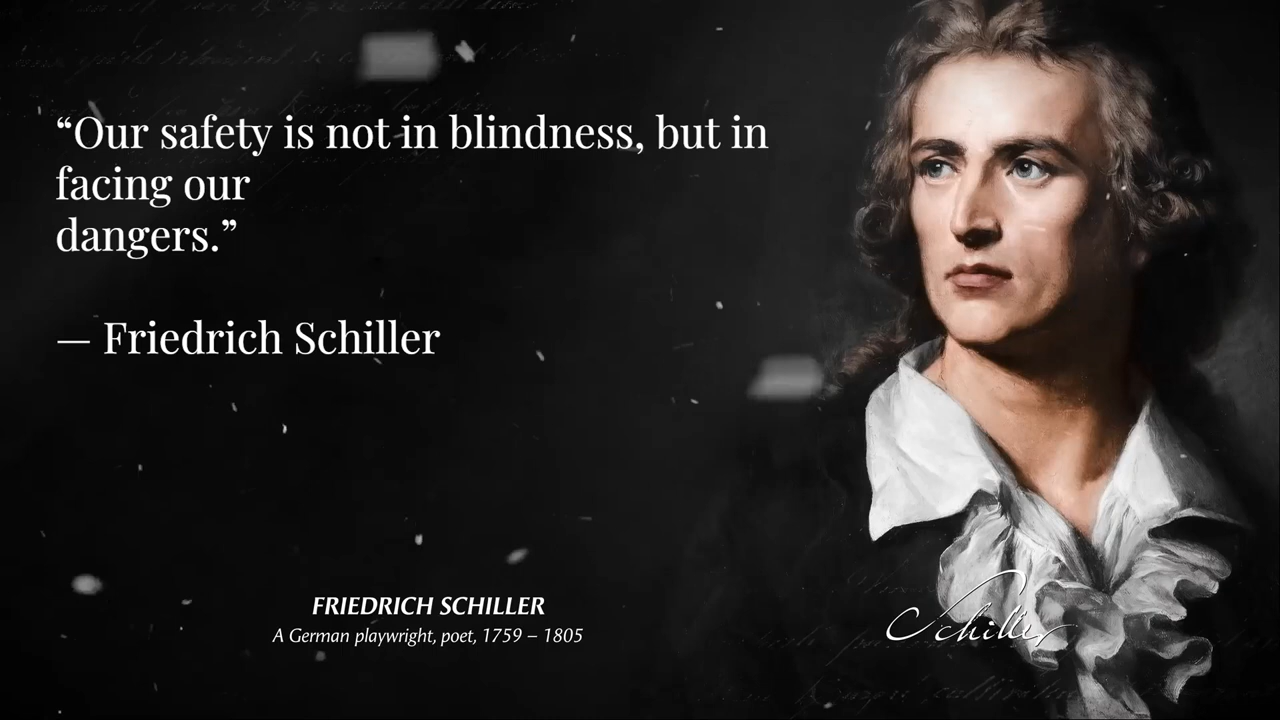 “Our safety is not in blindness, but in
facing our
dangers.”
— Friedrich Schiller
FRIEDRICH SCHILLER
A German playwright, poet, 1759 – 1805
Schiller